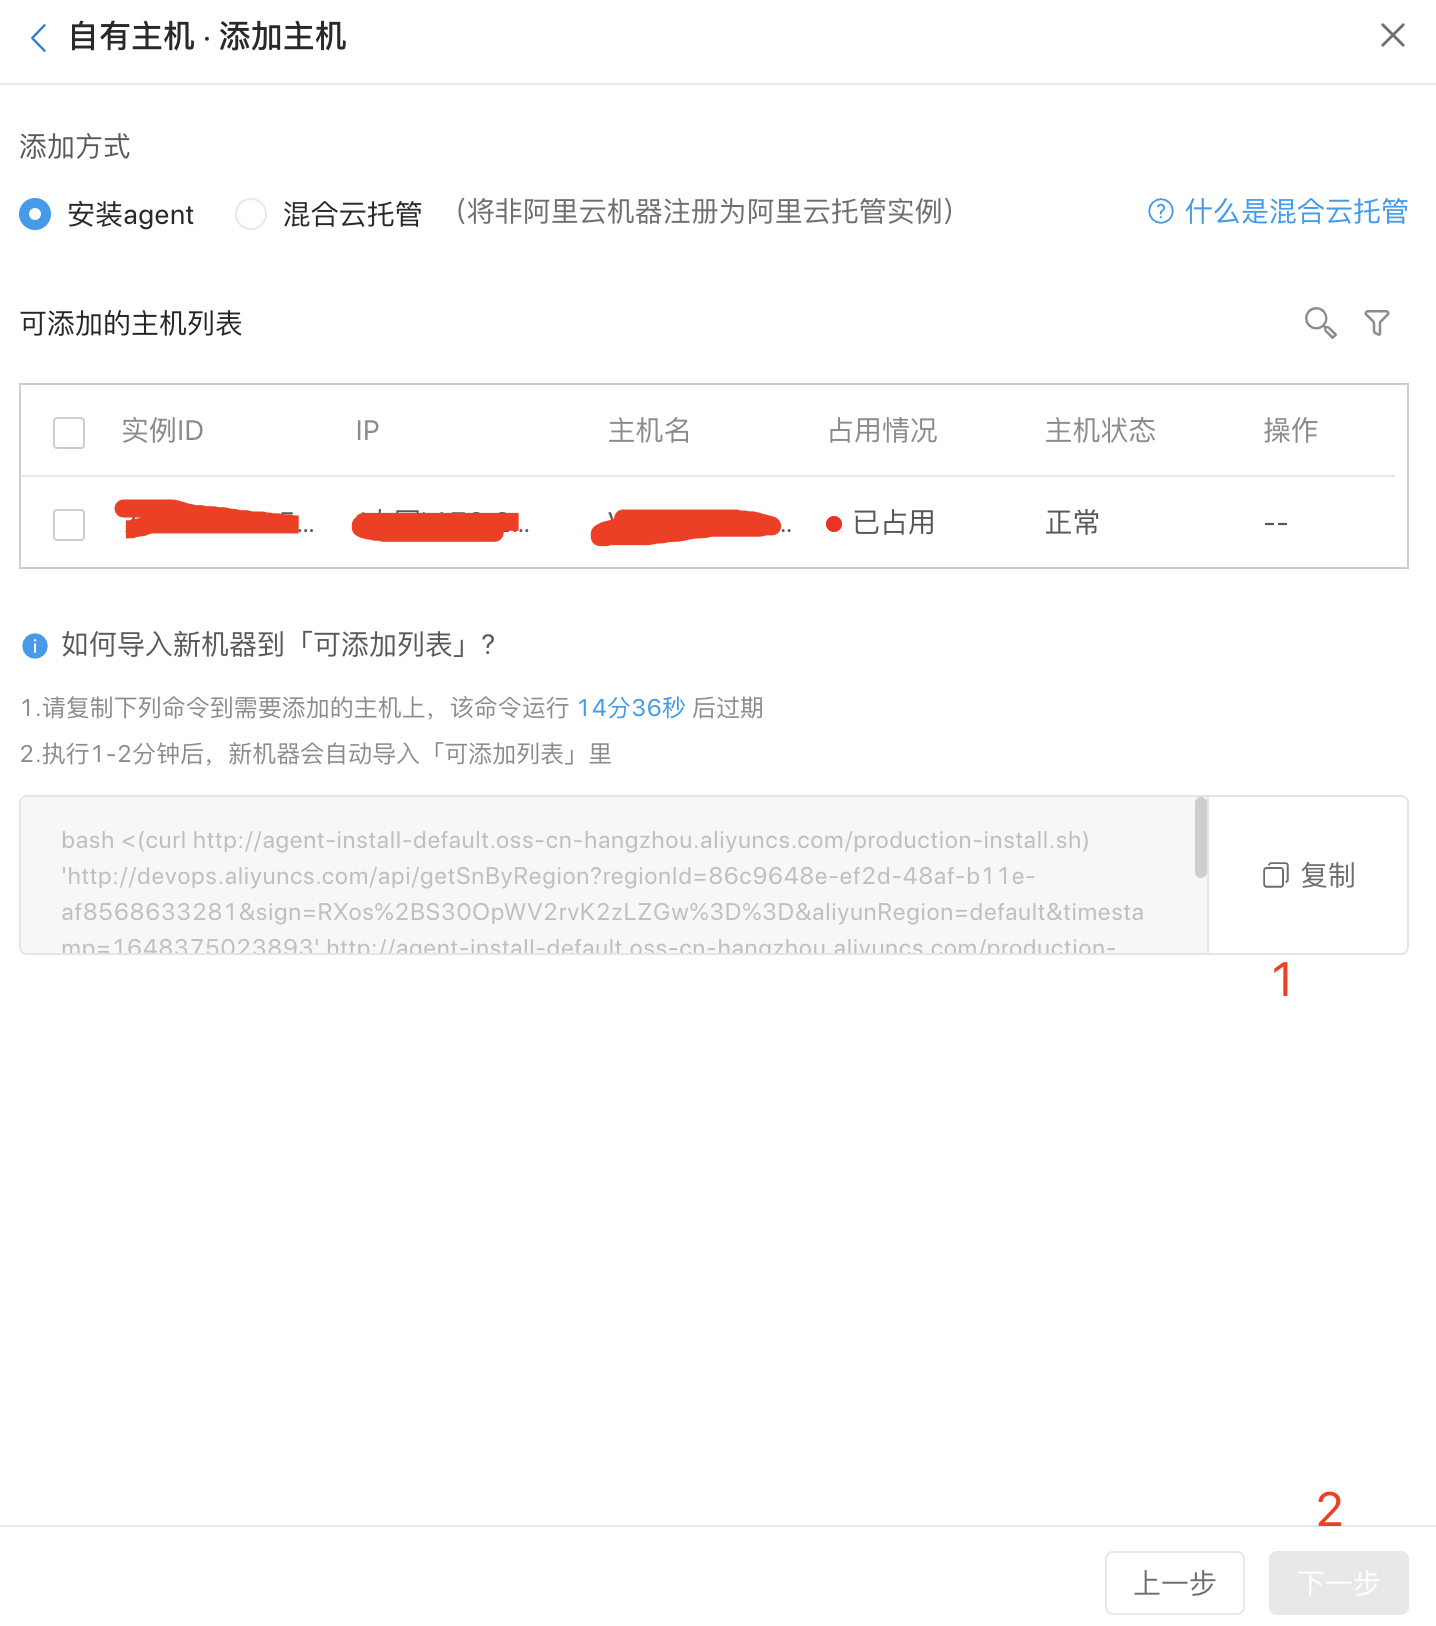 自有主机 · 添加主机
添加方式
安装agent 混合云托管 （将非阿里云机器注册为阿里云托管实例） 什么是混合云托管
可添加的主机列表
实例ID IP 主机名 占用情况 主机状态 操作
已占用 正常 --
如何导入新机器到「可添加列表」?
1.请复制下列命令到需要添加的主机上，该命令运行 14分36秒 后过期
2.执行1-2分钟后，新机器会自动导入「可添加列表」里
bash <(curl http://agent-install-default.oss-cn-hangzhou.aliyuncs.com/production-install.sh)
'http://devops.aliyuncs.com/api/getSnByRegion?regionId=86c9648e-ef2d-48af-b11e-
af8568633281&sign=RXos%2BS30OpWV2rvK2zLZGw%3D%3D&aliyunRegion=default&timesta
mp=1648375023893' http://agent-install-default.oss-cn-hangzhou.aliyuncs.com/production-
复制
1
2
上一步 下一步